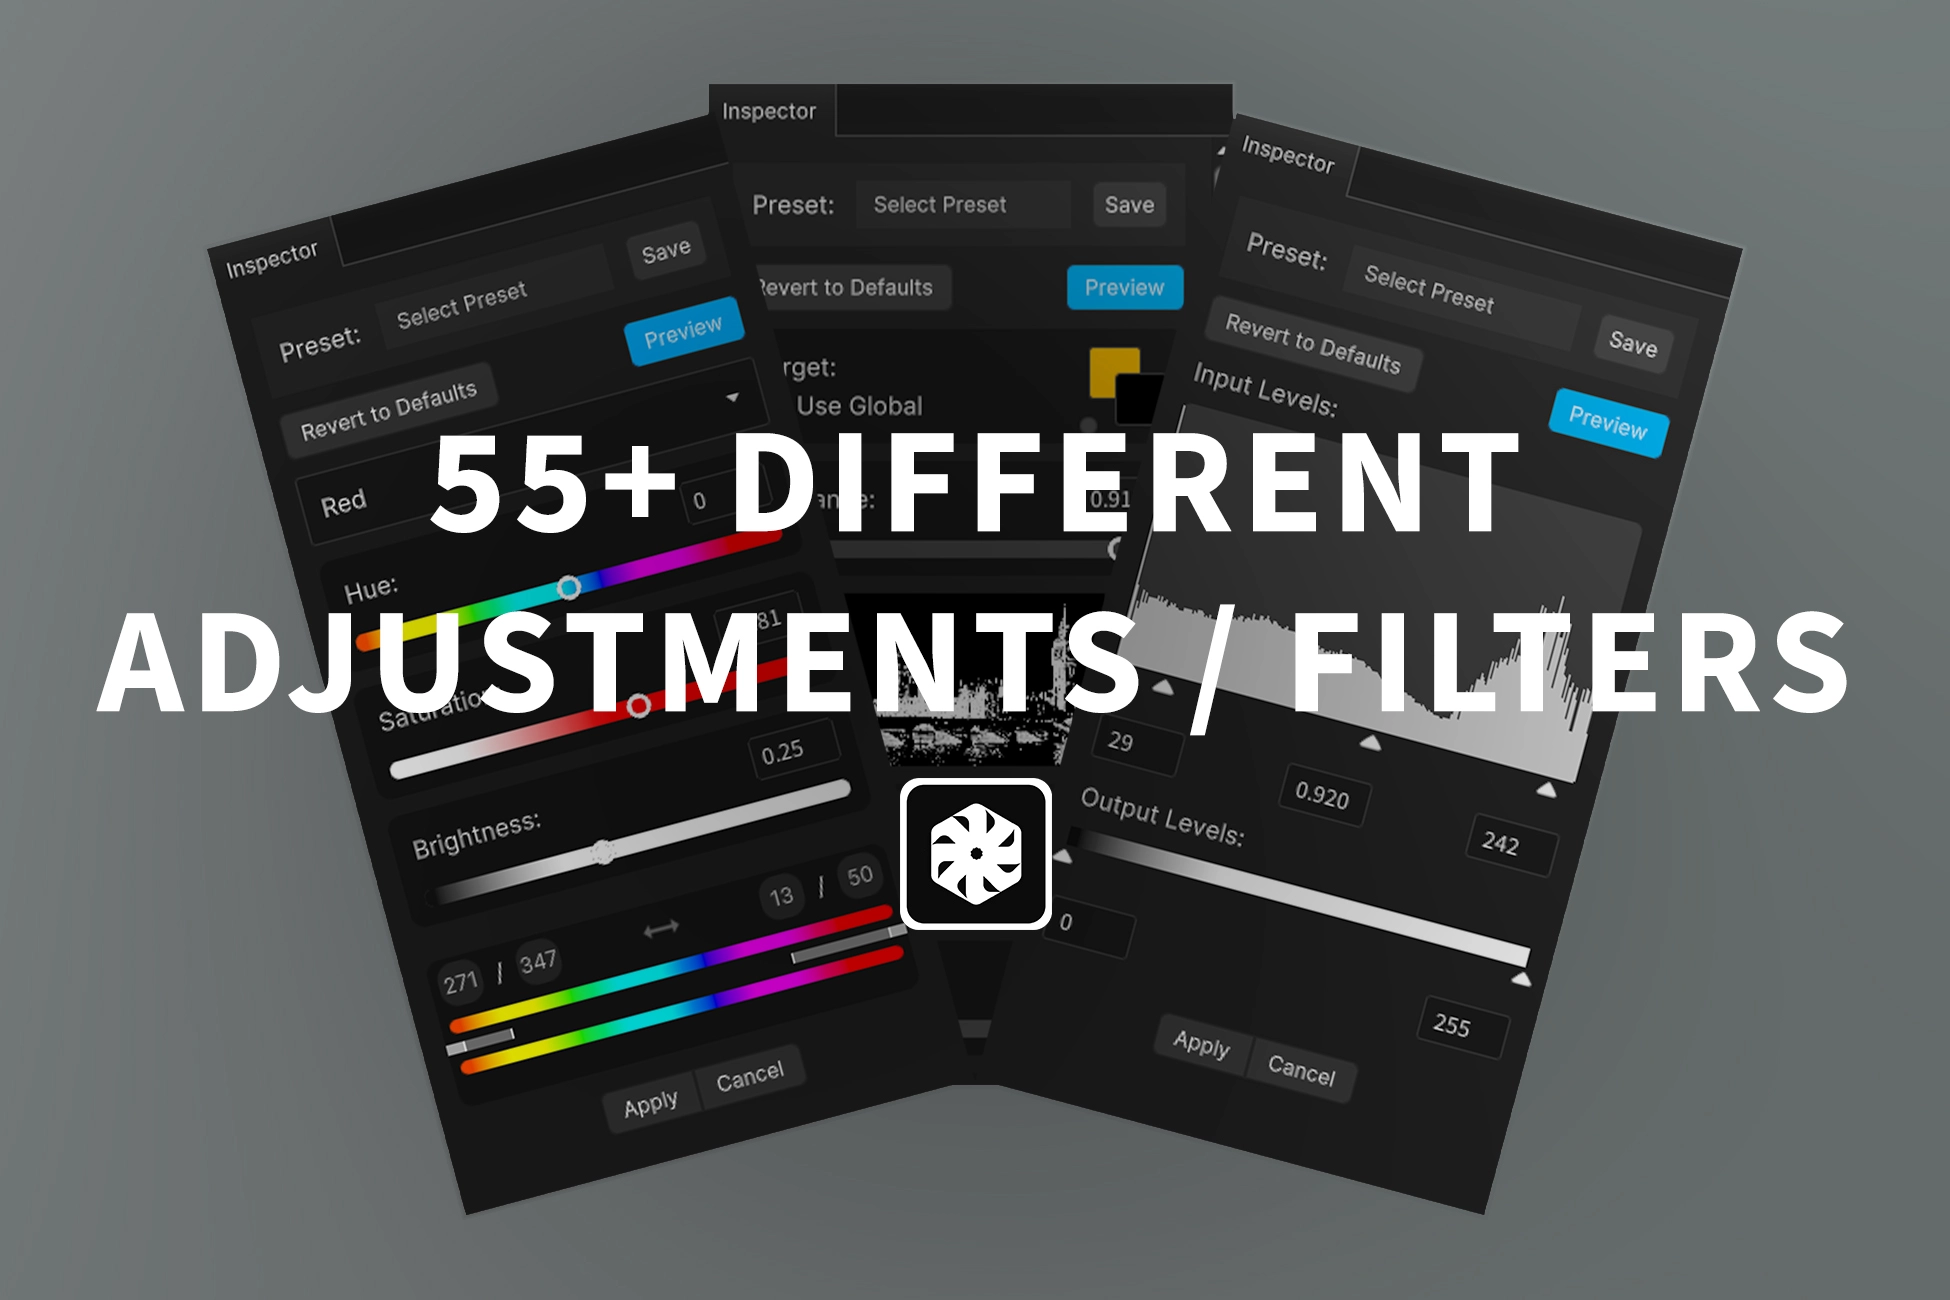 Inspector
Preset:
Select Preset
Save
Revert to Defaults
Preview
Red
0
Hue:
81
0.25
Brightness:
271 / 347
13 / 50
Apply
Cancel
Inspector
Preset:
Select Preset
Save
Revert to Defaults
Preview
Use Global
0.91
Inspector
Preset:
Select Preset
Save
Revert to Defaults
Preview
Input Levels:
29
0.920
242
Output Levels:
0
255
Apply
Cancel
55+ DIFFERENT
ADJUSTMENTS / FILTERS